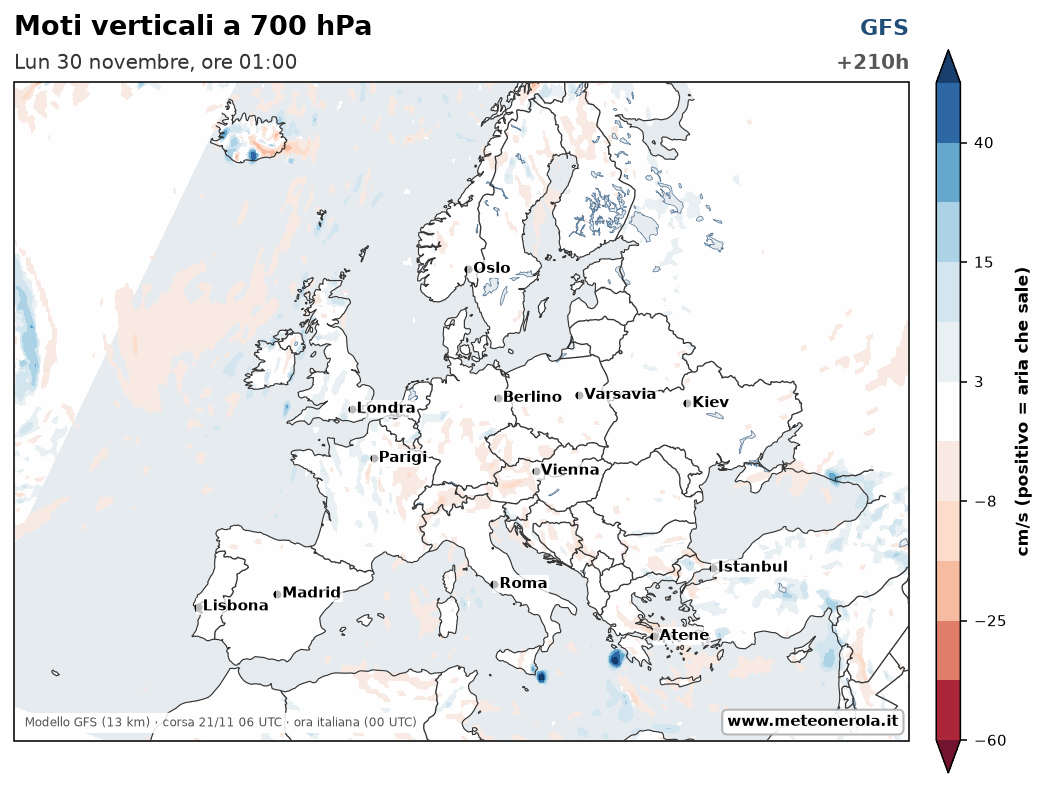 Moti verticali a 700 hPa
GFS
Lun 30 novembre, ore 01:00
+210h
40
15
3
−8
−25
−60
cm/s (positivo = aria che sale)
Oslo
Berlino
Varsavia
Kiev
Londra
Parigi
Vienna
Istanbul
Roma
Madrid
Lisbona
Atene
Modello GFS (13 km) · corsa 21/11 06 UTC · ora italiana (00 UTC)
www.meteonerola.it